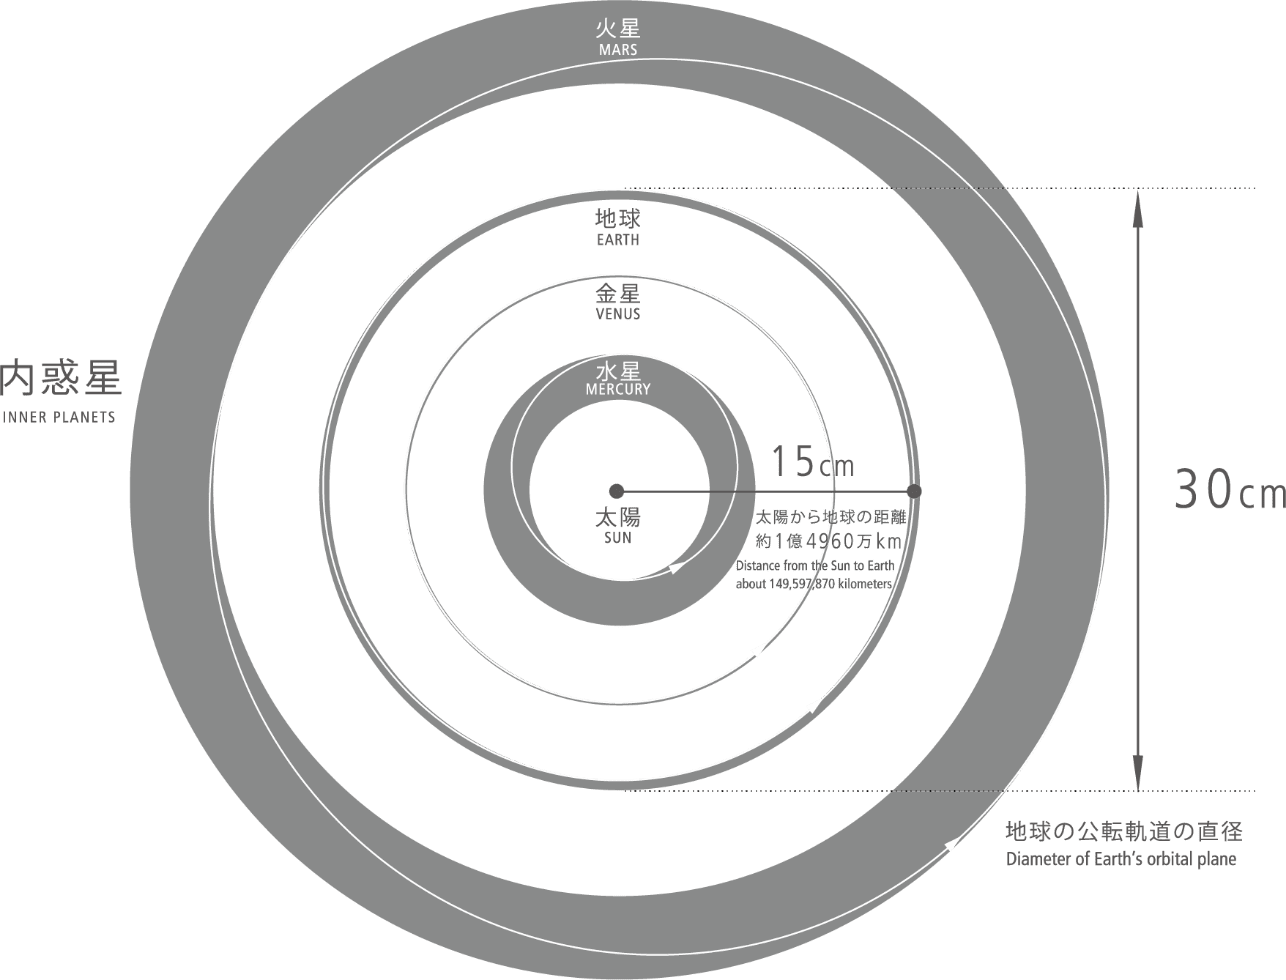 火星
MARS
地球
EARTH
金星
VENUS
内惑星
INNER PLANETS
水星
MERCURY
15cm
30cm
太陽
SUN
太陽から地球の距離
約1億4960万km
Distance from the Sun to Earth
about 149,597,870 kilometers
地球の公転軌道の直径
Diameter of Earth's orbital plane